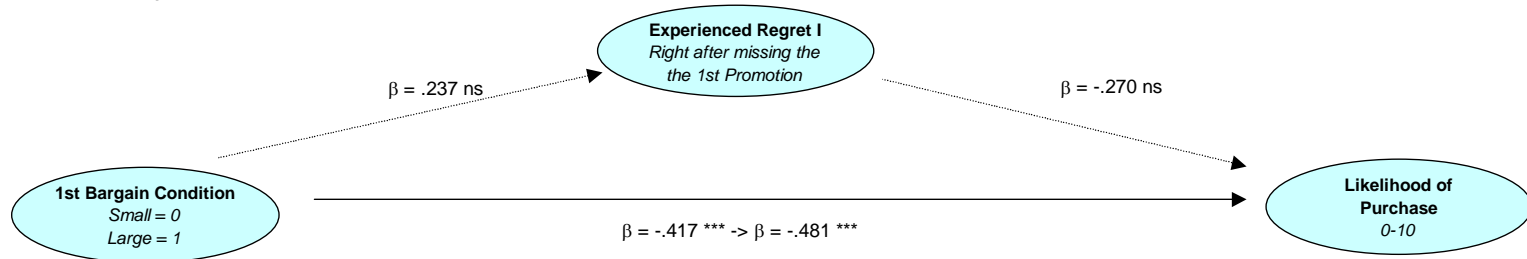 Experienced Regret I
Right after missing the
the 1st Promotion
β = .237 ns
β = -.270 ns
1st Bargain Condition
Small = 0
Large = 1
Likelihood of
Purchase
0-10
β = -.417 *** -> β = -.481 ***